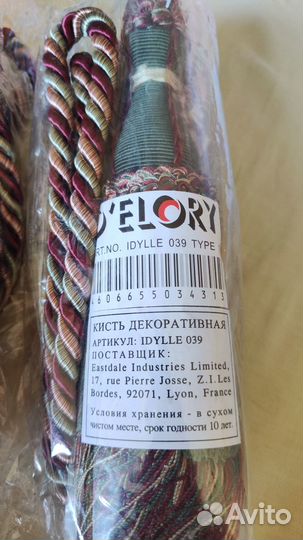 D'ELORY
ART.NO. IDYLLE 039 TYPE
4606655034313
КИСТЬ ДЕКОРАТИВНАЯ
АРТИКУЛ: IDYLLE 039
ПОСТАВЩИК:
Eastdale Industries Limited,
17, rue Pierre Josse, Z.I.Les
Bordes, 92071, Lyon, France
Условия хранения - в сухом
чистом месте, срок годности 10 лет.
Avito